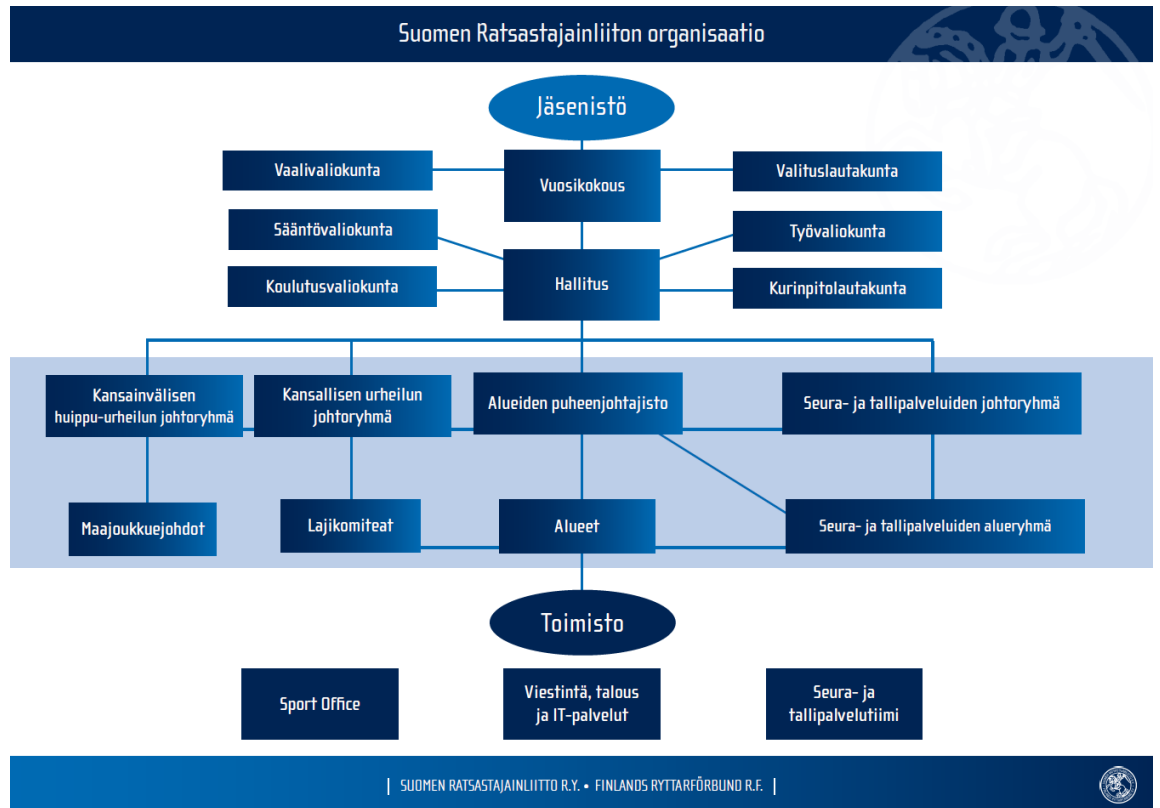 Suomen Ratsastajainliiton organisaatio
Jäsenistö
Vaalivaliokunta
Vuosikokous
Valituslautakunta
Sääntövaliokunta
Työvaliokunta
Koulutusvaliokunta
Hallitus
Kurinpitolautakunta
Kansainvälisen
huippu-urheilun johtoryhmä
Kansallisen urheilun
johtoryhmä
Alueiden puheenjohtajisto
Seura- ja tallipalveluiden johtoryhmä
Maajoukkuejohdot
Lajikomiteat
Alueet
Seura- ja tallipalveluiden alueryhmä
Toimisto
Sport Office
Viestintä, talous
ja IT-palvelut
Seura- ja
tallipalvelutiimi
| SUOMEN RATSASTAJAINLIITTO R.Y. • FINLANDS RYTTARFÖRBUND R.F. |